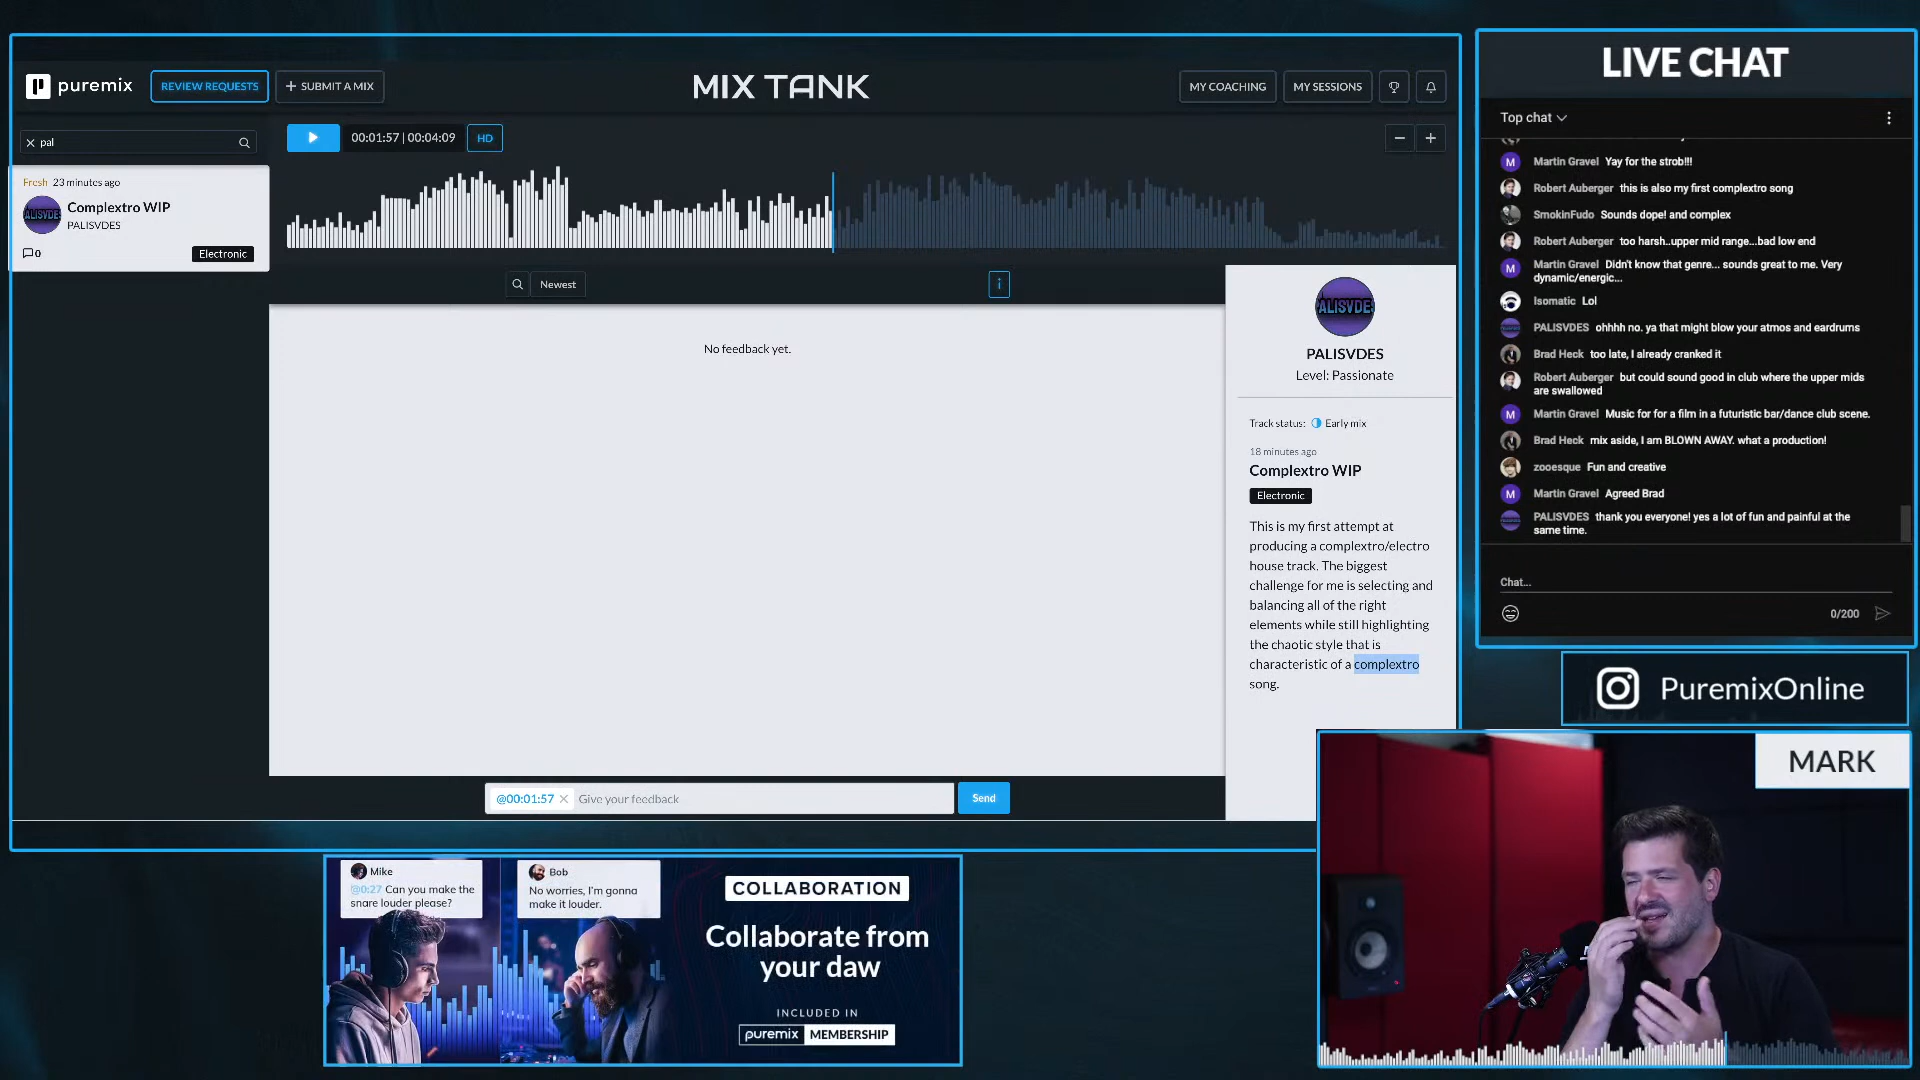 puremix
REVIEW REQUESTS
+ SUBMIT A MIX
MIX TANK
MY COACHING
MY SESSIONS
pal
00:01:57 | 00:04:09
HD
Fresh 23 minutes ago
Complextro WIP
PALISVDES
0
Electronic
Newest
i
No feedback yet.
ALISVDES
PALISVDES
Level: Passionate
Track status: Early mix
18 minutes ago
Complextro WIP
Electronic
This is my first attempt at
producing a complextro/electro
house track. The biggest
challenge for me is selecting and
balancing all of the right
elements while still highlighting
the chaotic style that is
characteristic of a complextro
song.
@00:01:57
Give your feedback
Send
LIVE CHAT
Top chat
Martin Gravel Yay for the strob!!!
Robert Auberger this is also my first complextro song
SmokinFudo Sounds dope! and complex
Robert Auberger too harsh..upper mid range...bad low end
Martin Gravel Didn't know that genre... sounds great to me. Very
dynamic/energic...
Isomatic Lol
PALISVDES ohhhh no. ya that might blow your atmos and eardrums
Brad Heck too late, I already cranked it
Robert Auberger but could sound good in club where the upper mids
are swallowed
Martin Gravel Music for for a film in a futuristic bar/dance club scene.
Brad Heck mix aside, I am BLOWN AWAY. what a production!
zooesque Fun and creative
Martin Gravel Agreed Brad
PALISVDES thank you everyone! yes a lot of fun and painful at the
same time.
Chat...
0/200
PuremixOnline
MARK
Mike
@0:27 Can you make the
snare louder please?
Bob
No worries, I'm gonna
make it louder.
COLLABORATION
Collaborate from
your daw
INCLUDED IN
puremix MEMBERSHIP